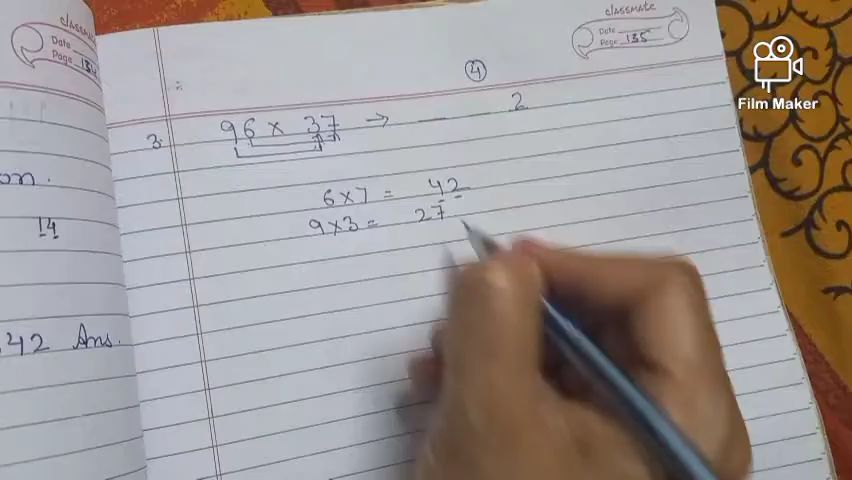 classmate
Date
Page 134
on.
14
42 Ans.
classmate
Date
Page 135
Film Maker
4
3. 96 × 37 → _ _ 2
6 × 7 = 42
9 × 3 = 27